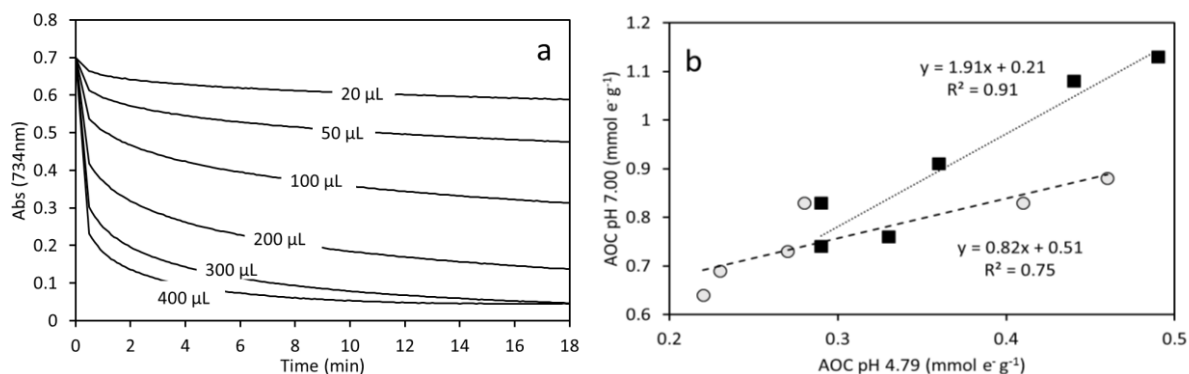 a
Abs (734nm)
0.8
0.7
0.6
0.5
0.4
0.3
0.2
0.1
0
20 µL
50 µL
100 µL
200 µL
300 µL
400 µL
0 2 4 6 8 10 12 14 16 18
Time (min)
b
AOC pH 7.00 (mmol e⁻ g⁻¹)
1.2
1.1
1
0.9
0.8
0.7
0.6
y = 1.91x + 0.21
R² = 0.91
y = 0.82x + 0.51
R² = 0.75
0.2 0.3 0.4 0.5
AOC pH 4.79 (mmol e⁻ g⁻¹)